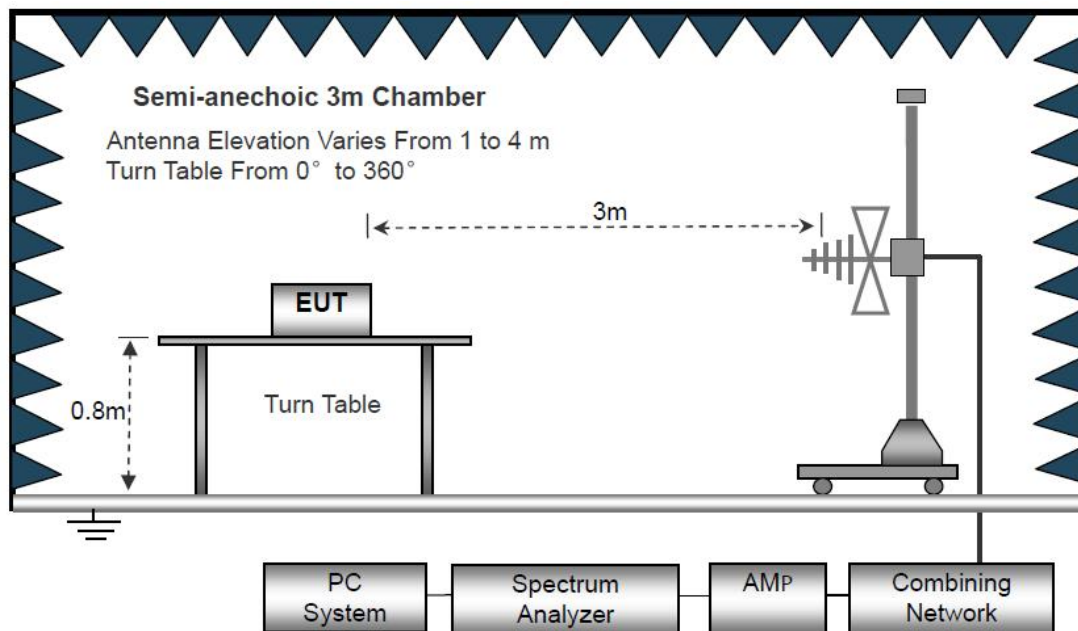 Semi-anechoic 3m Chamber
Antenna Elevation Varies From 1 to 4 m
Turn Table From 0° to 360°
3m
EUT
0.8m
Turn Table
PC
System
Spectrum
Analyzer
AMP
Combining
Network